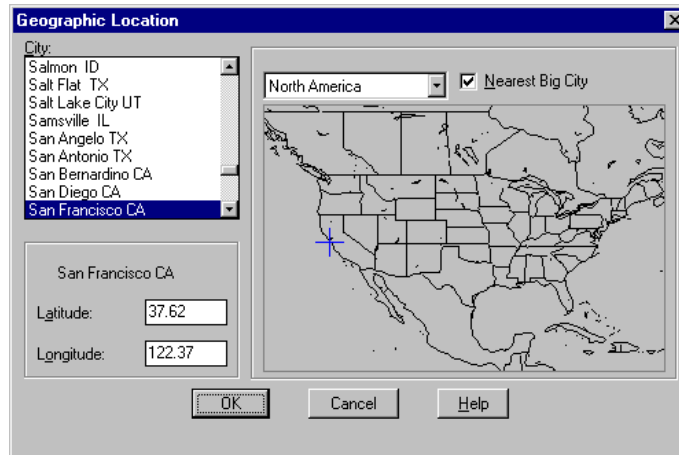 Geographic Location
City:
Salmon ID
Salt Flat TX
Salt Lake City UT
Samsville IL
San Angelo TX
San Antonio TX
San Bernardino CA
San Diego CA
San Francisco CA
North America
Nearest Big City
San Francisco CA
Latitude: 37.62
Longitude: 122.37
OK Cancel Help